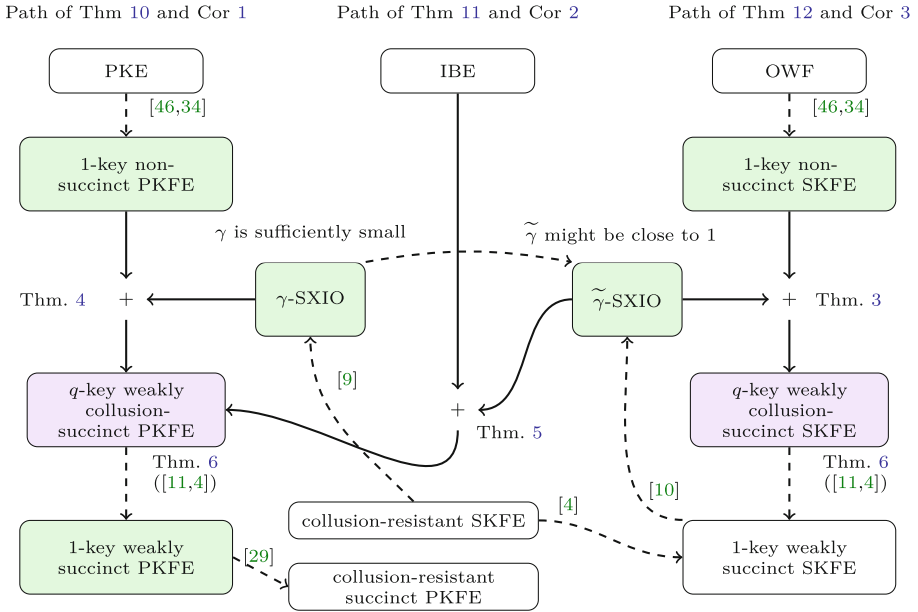 Path of Thm 10 and Cor 1
Path of Thm 11 and Cor 2
Path of Thm 12 and Cor 3
PKE
IBE
OWF
[46,34]
[46,34]
1-key non-
succinct PKFE
1-key non-
succinct SKFE
γ is sufficiently small
γ̃ might be close to 1
Thm. 4
+
γ-SXIO
γ̃-SXIO
+
Thm. 3
[9]
q-key weakly
collusion-
succinct PKFE
+
Thm. 5
q-key weakly
collusion-
succinct SKFE
Thm. 6
([11,4])
Thm. 6
([11,4])
collusion-resistant SKFE
[4]
[10]
1-key weakly
succinct PKFE
[29]
collusion-resistant
succinct PKFE
1-key weakly
succinct SKFE